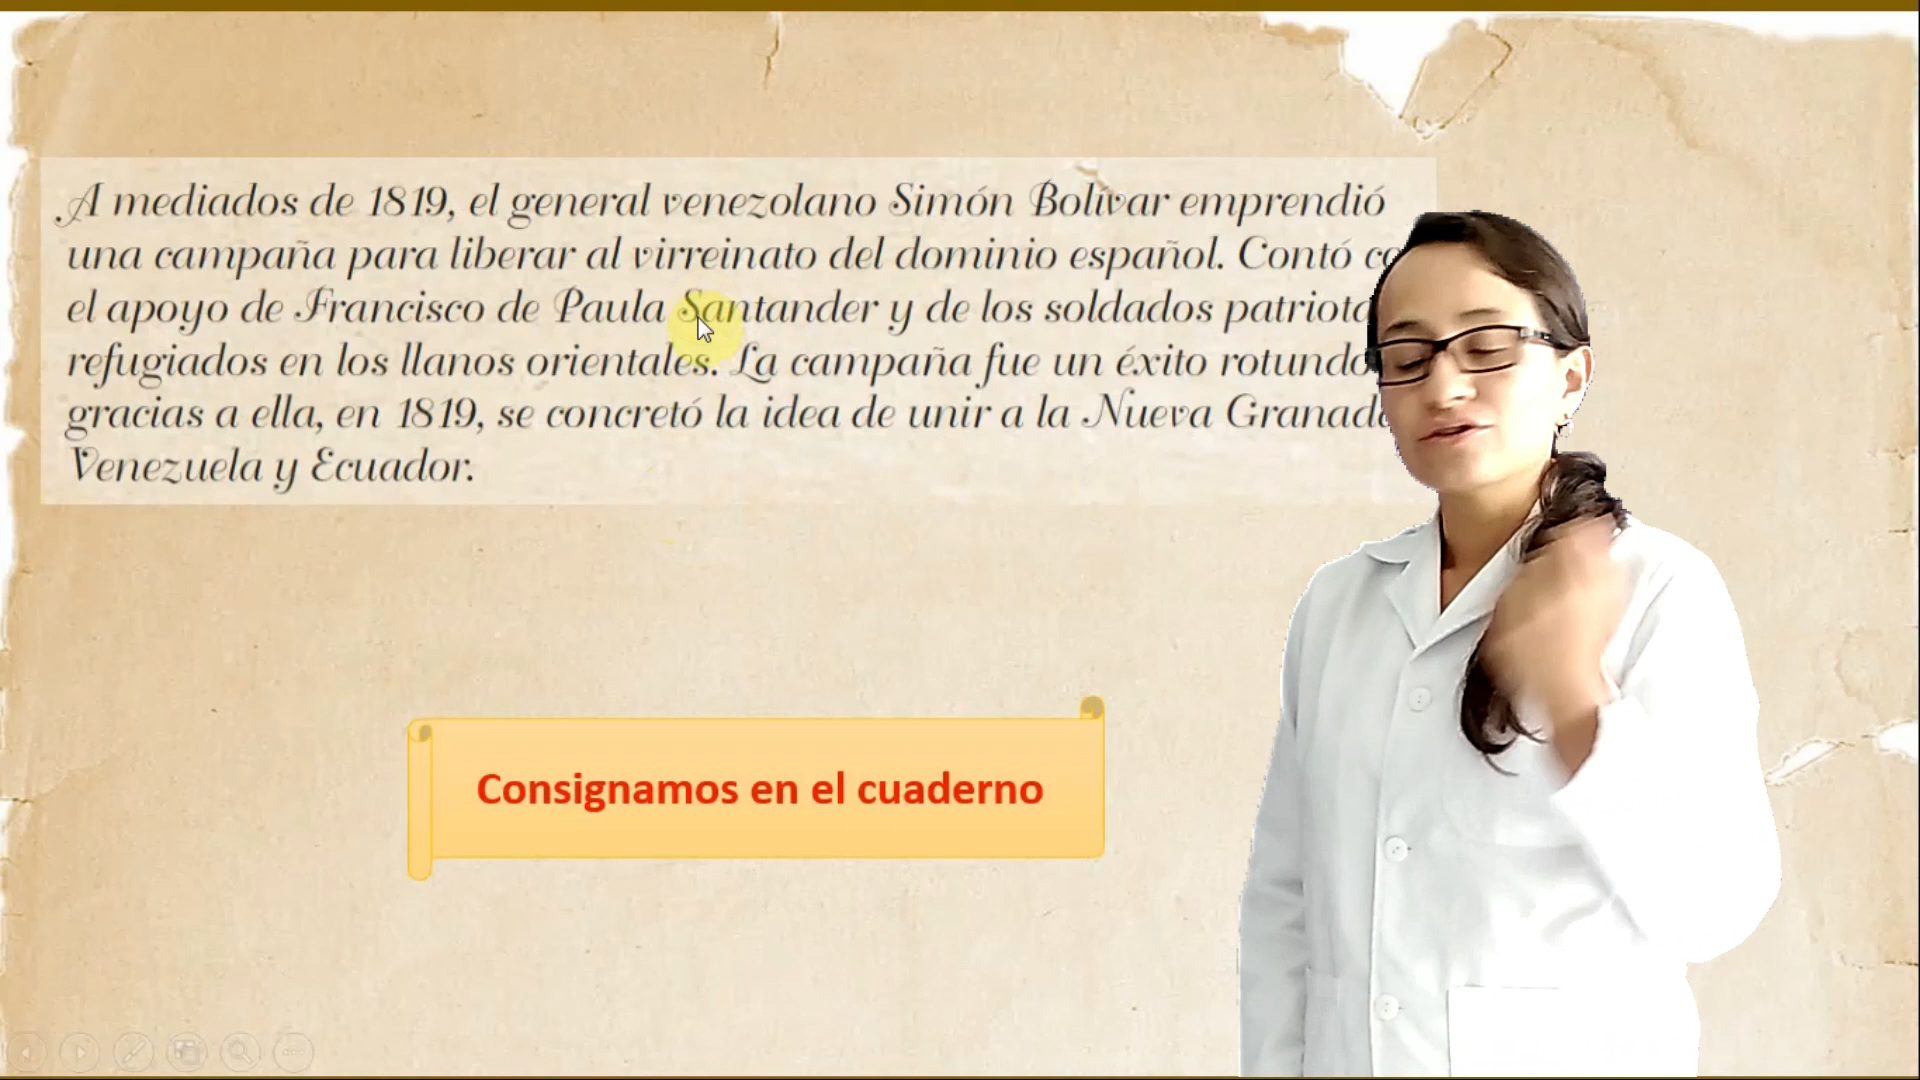 A mediados de 1819, el general venezolano Simón Bolívar emprendió
una campaña para liberar al virreinato del dominio español. Contó
el apoyo de Francisco de Paula Santander y de los soldados
refugiados en los llanos orientales. La campaña fue un éxito rotundo
gracias a ella, en 1819, se concretó la idea de unir a la Nueva
Venezuela y Ecuador.
Consignamos en el cuaderno